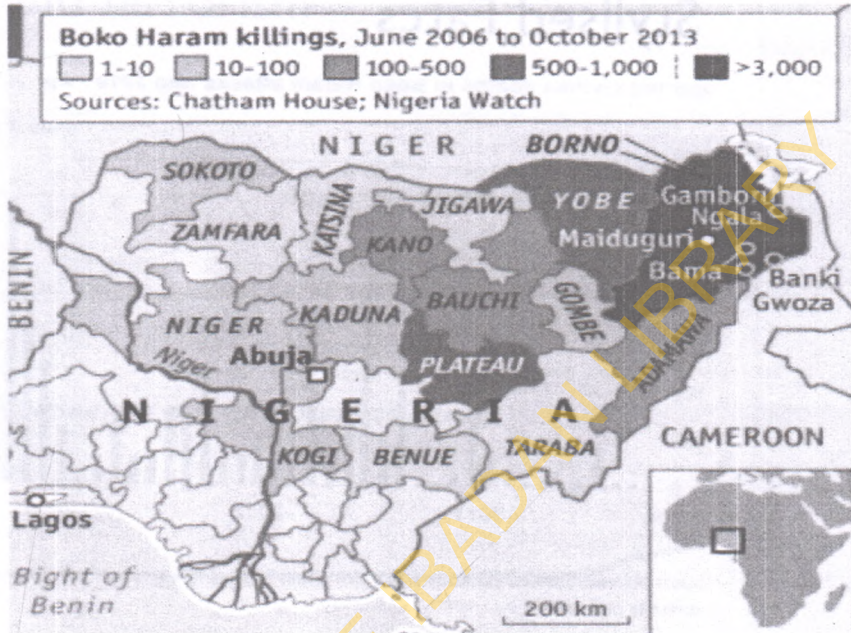 Boko Haram killings, June 2006 to October 2013
1-10 10-100 100-500 500-1,000 >3,000
Sources: Chatham House; Nigeria Watch
NIGER
BORNO
SOKOTO
KATSINA
JIGAWA
YOBE
Gamboru
Ngala
ZAMFARA
KANO
Maiduguri
Bama
Banki
Gwoza
BENIN
NIGER
KADUNA
BAUCHI
GOMBE
Niger
Abuja
PLATEAU
ADAMAWA
NIGERIA
KOGI
BENUE
TARABA
CAMEROON
Lagos
Bight of
Benin
200 km
IBADAN LIBRARY